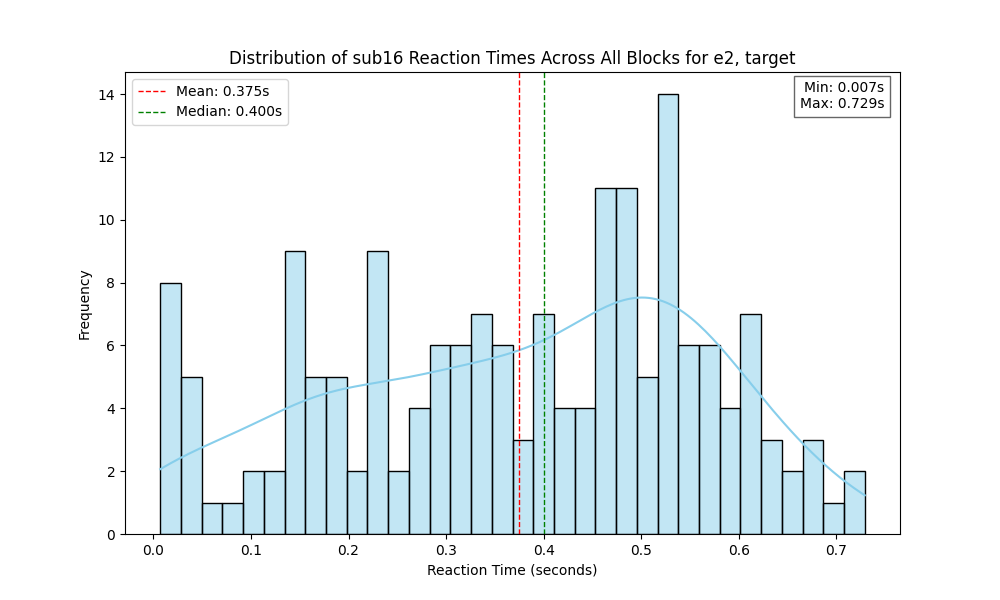 Distribution of sub16 Reaction Times Across All Blocks for e2, target
Mean: 0.375s
Median: 0.400s
Min: 0.007s
Max: 0.729s
Frequency
14
12
10
8
6
4
2
0
0.0 0.1 0.2 0.3 0.4 0.5 0.6 0.7
Reaction Time (seconds)